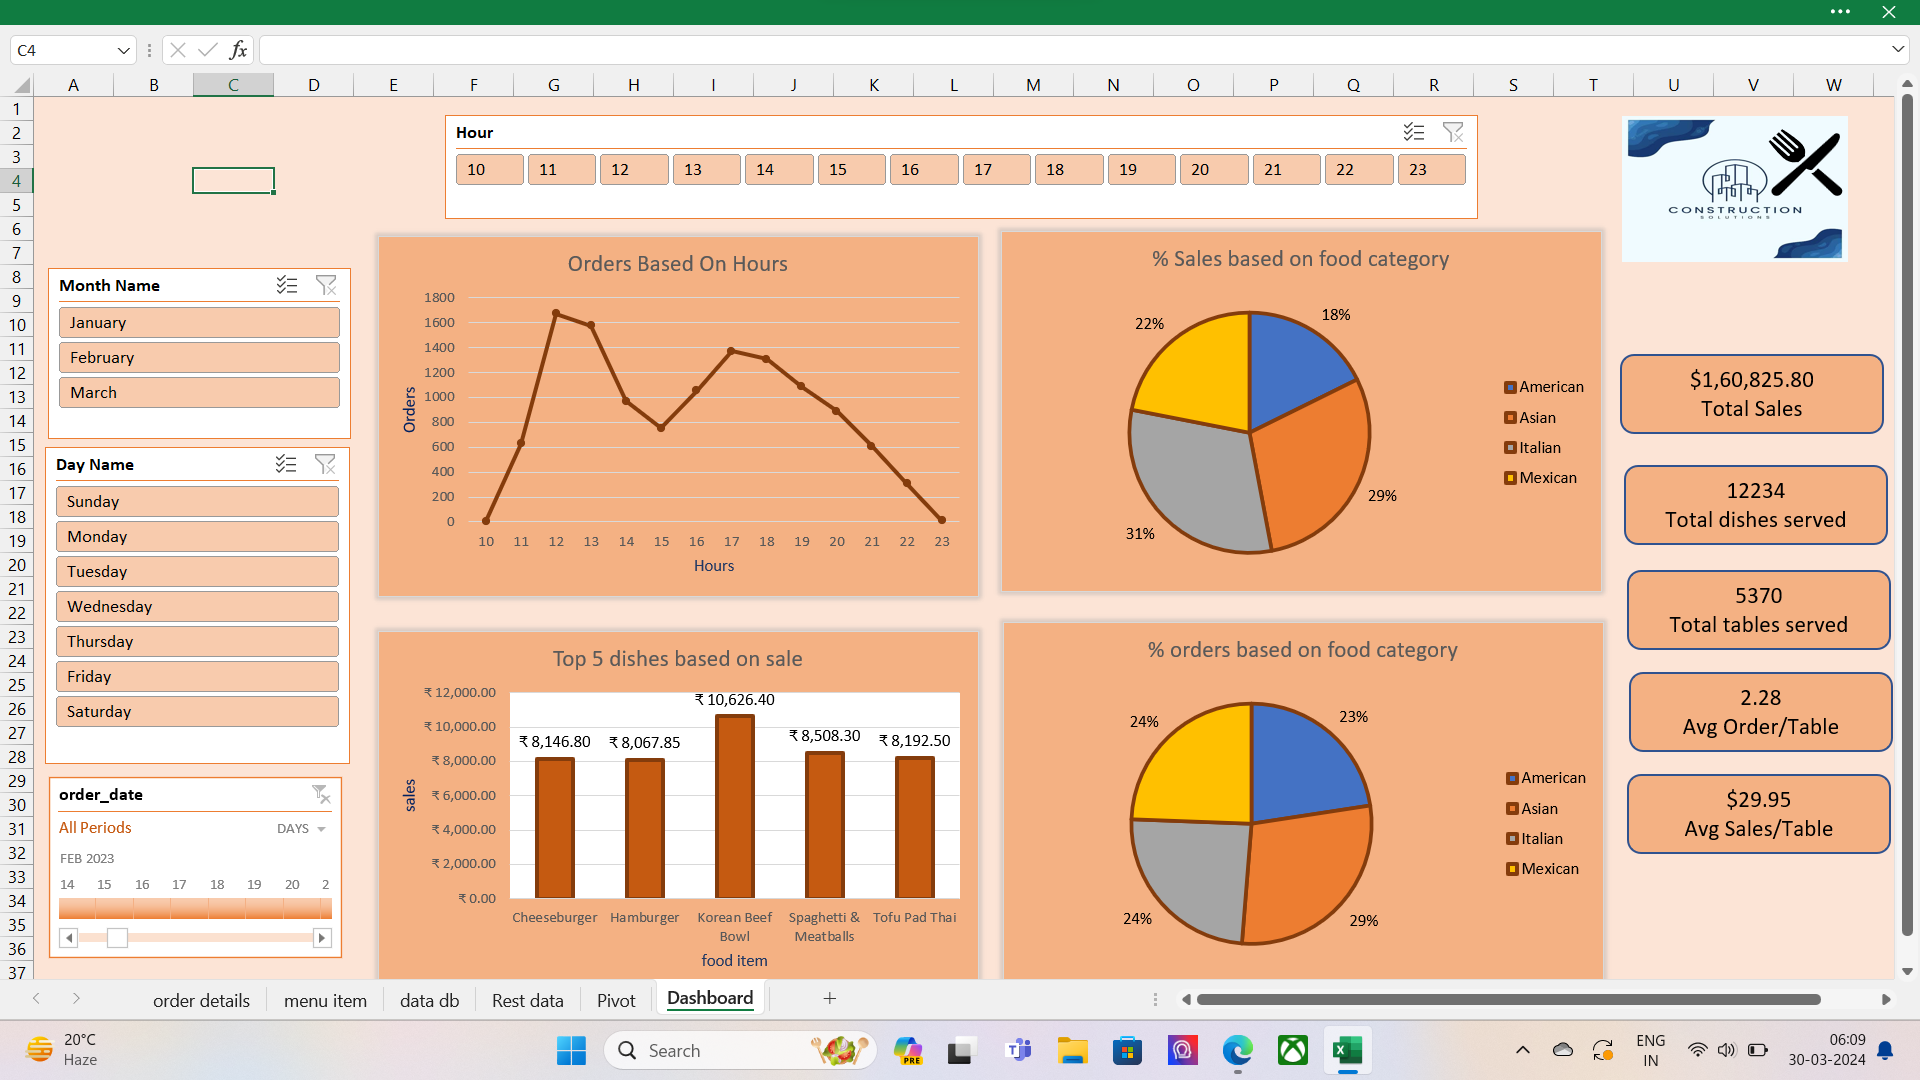 C4
fx
A B C D E F G H I J K L M N O P Q R S T U V W
1
2
3
4
5
6
7
8
9
10
11
12
13
14
15
16
17
18
19
20
21
22
23
24
25
26
27
28
29
30
31
32
33
34
35
36
37
Hour
10 11 12 13 14 15 16 17 18 19 20 21 22 23
CONSTRUCTION
SOLUTIONS
Month Name
January
February
March
Day Name
Sunday
Monday
Tuesday
Wednesday
Thursday
Friday
Saturday
order_date
All Periods
DAYS
FEB 2023
14 15 16 17 18 19 20 2
Orders Based On Hours
1800
1600
1400
1200
1000
800
600
400
200
0
Orders
10 11 12 13 14 15 16 17 18 19 20 21 22 23
Hours
% Sales based on food category
18%
29%
31%
22%
American
Asian
Italian
Mexican
Top 5 dishes based on sale
₹ 12,000.00
₹ 10,000.00
₹ 8,000.00
₹ 6,000.00
₹ 4,000.00
₹ 2,000.00
₹ 0.00
sales
₹ 8,146.80
₹ 8,067.85
₹ 10,626.40
₹ 8,508.30
₹ 8,192.50
Cheeseburger
Hamburger
Korean Beef
Bowl
Spaghetti &
Meatballs
Tofu Pad Thai
food item
% orders based on food category
23%
29%
24%
24%
American
Asian
Italian
Mexican
$1,60,825.80
Total Sales
12234
Total dishes served
5370
Total tables served
2.28
Avg Order/Table
$29.95
Avg Sales/Table
order details
menu item
data db
Rest data
Pivot
Dashboard
20°C
Haze
Search
PRE
ENG
IN
06:09
30-03-2024